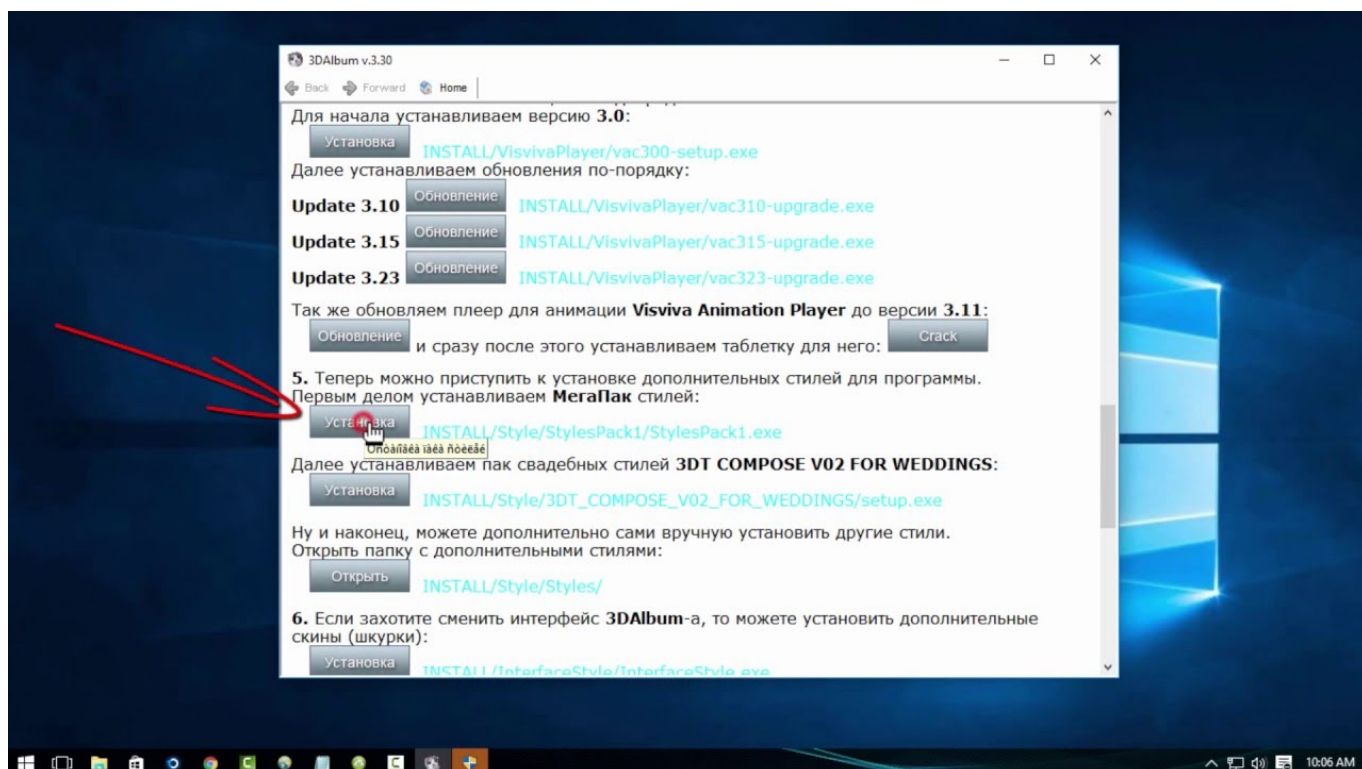 3DAlbum v.3.30
Back Forward Home
Для начала устанавливаем версию 3.0:
Установка INSTALL/VisvivaPlayer/vac300-setup.exe
Далее устанавливаем обновления по-порядку:
Update 3.10 Обновление INSTALL/VisvivaPlayer/vac310-upgrade.exe
Update 3.15 Обновление INSTALL/VisvivaPlayer/vac315-upgrade.exe
Update 3.23 Обновление INSTALL/VisvivaPlayer/vac323-upgrade.exe
Так же обновляем плеер для анимации Visviva Animation Player до версии 3.11:
Обновление и сразу после этого устанавливаем таблетку для него: Crack
5. Теперь можно приступить к установке дополнительных стилей для программы.
Первым делом устанавливаем МегаПак стилей:
Установка INSTALL/Style/StylesPack1/StylesPack1.exe
Далее устанавливаем пак свадебных стилей 3DT COMPOSE V02 FOR WEDDINGS:
Установка INSTALL/Style/3DT_COMPOSE_V02_FOR_WEDDINGS/setup.exe
Ну и наконец, можете дополнительно сами вручную установить другие стили.
Открыть папку с дополнительными стилями:
Открыть INSTALL/Style/Styles/
6. Если захотите сменить интерфейс 3DAlbum-а, то можете установить дополнительные
скины (шкурки):
Установка INSTALL/InterfaceStyle/InterfaceStyle.exe
10:06 AM